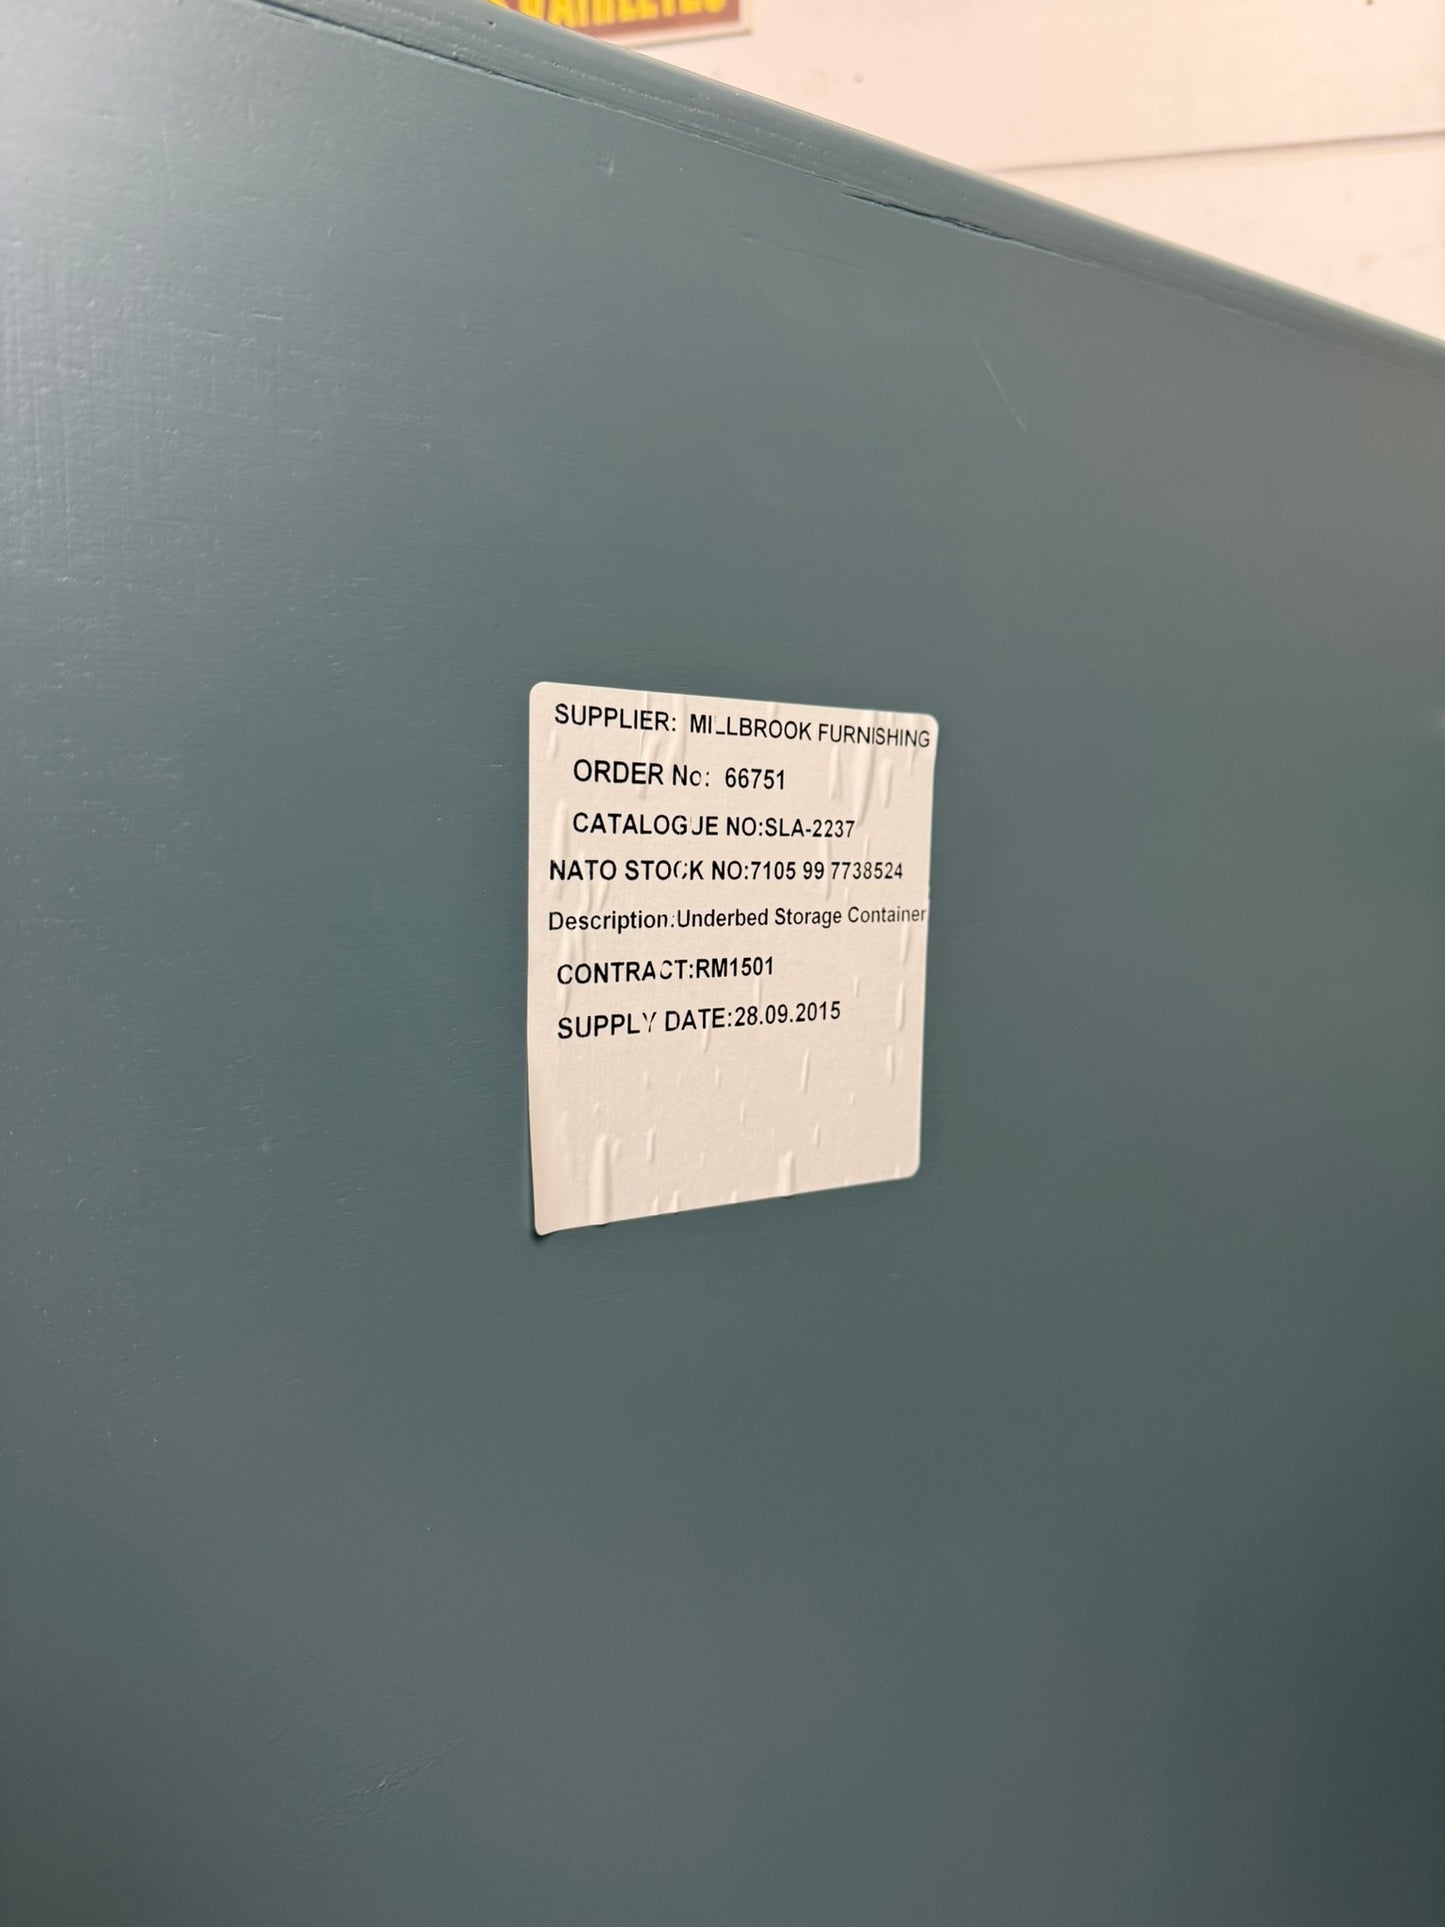 SUPPLIER: MILLBROOK FURNISHING
ORDER No: 66751
CATALOGUE NO:SLA-2237
NATO STOCK NO:7105 99 7738524
Description:Underbed Storage Container
CONTRACT:RM1501
SUPPLY DATE:28.09.2015